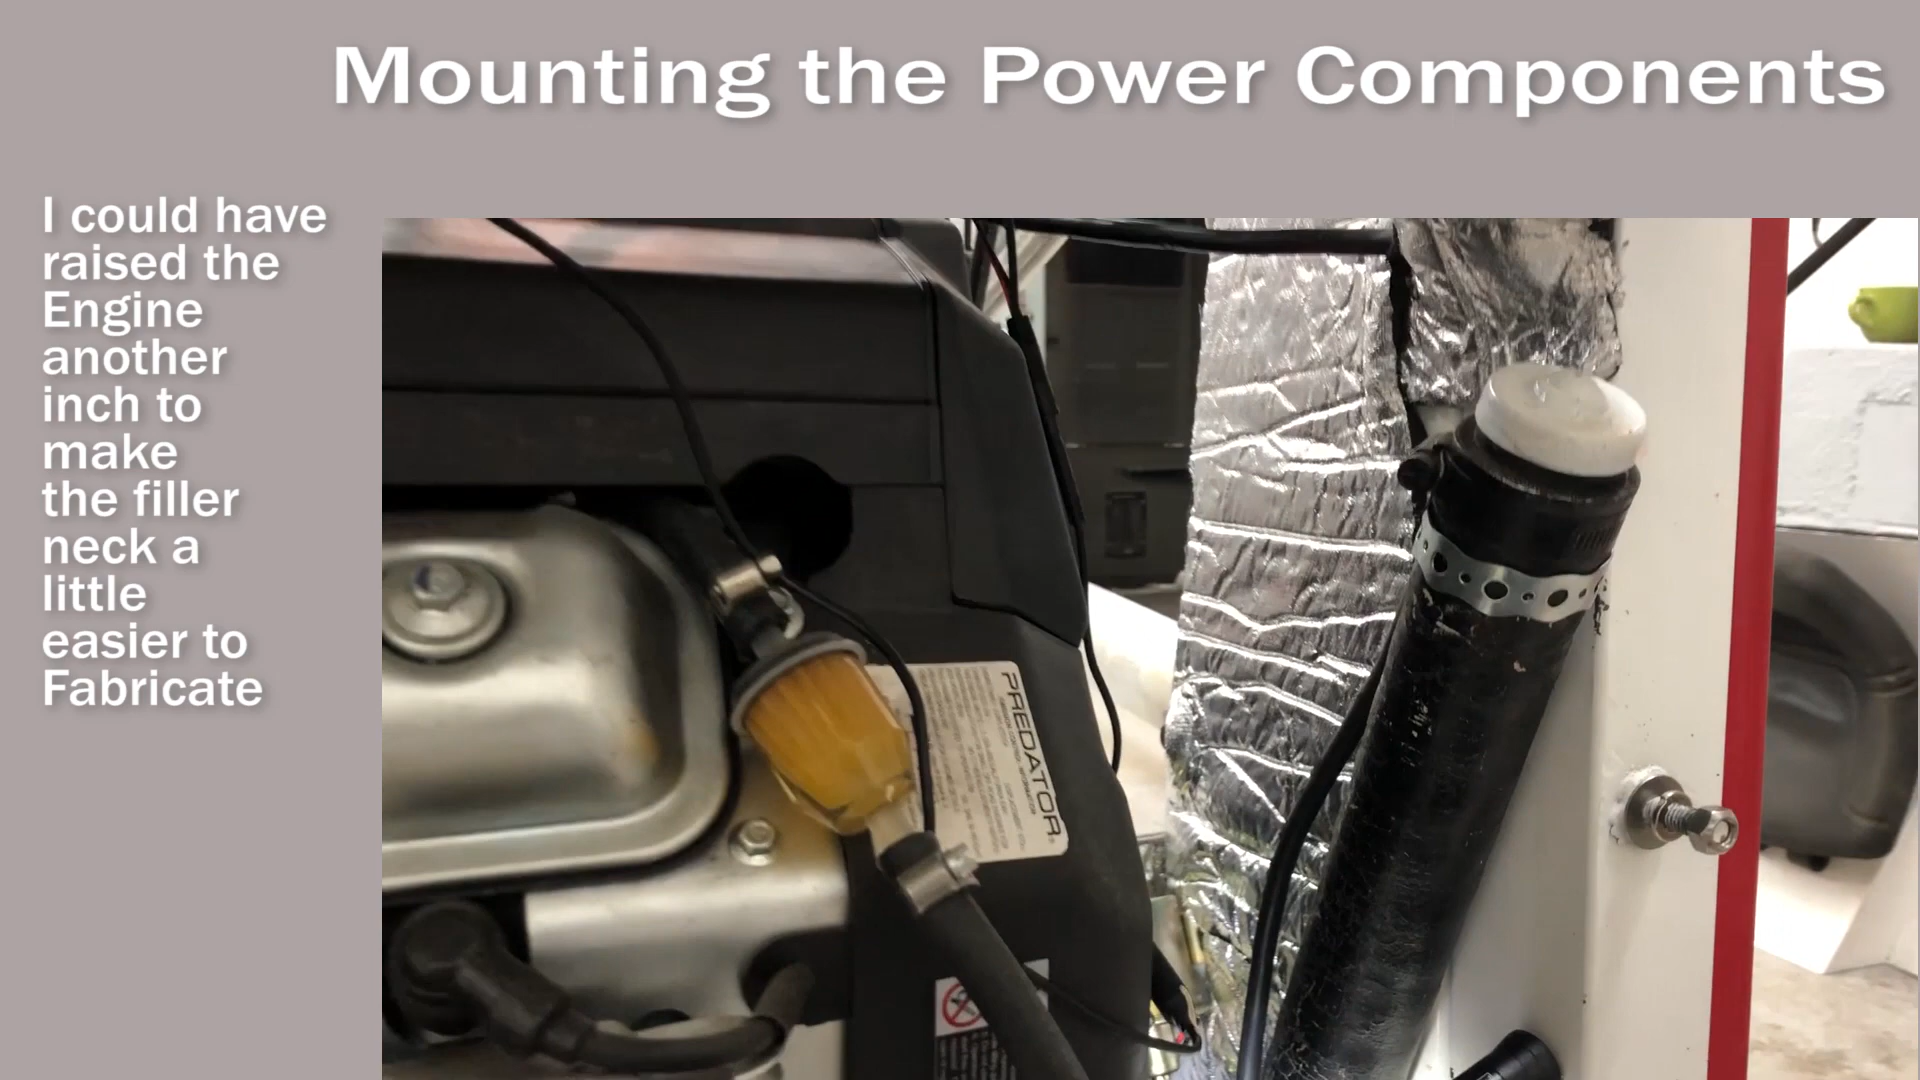 Mounting the Power Components
I could have
raised the
Engine
another
inch to
make
the filler
neck a
little
easier to
Fabricate
PREDATOR